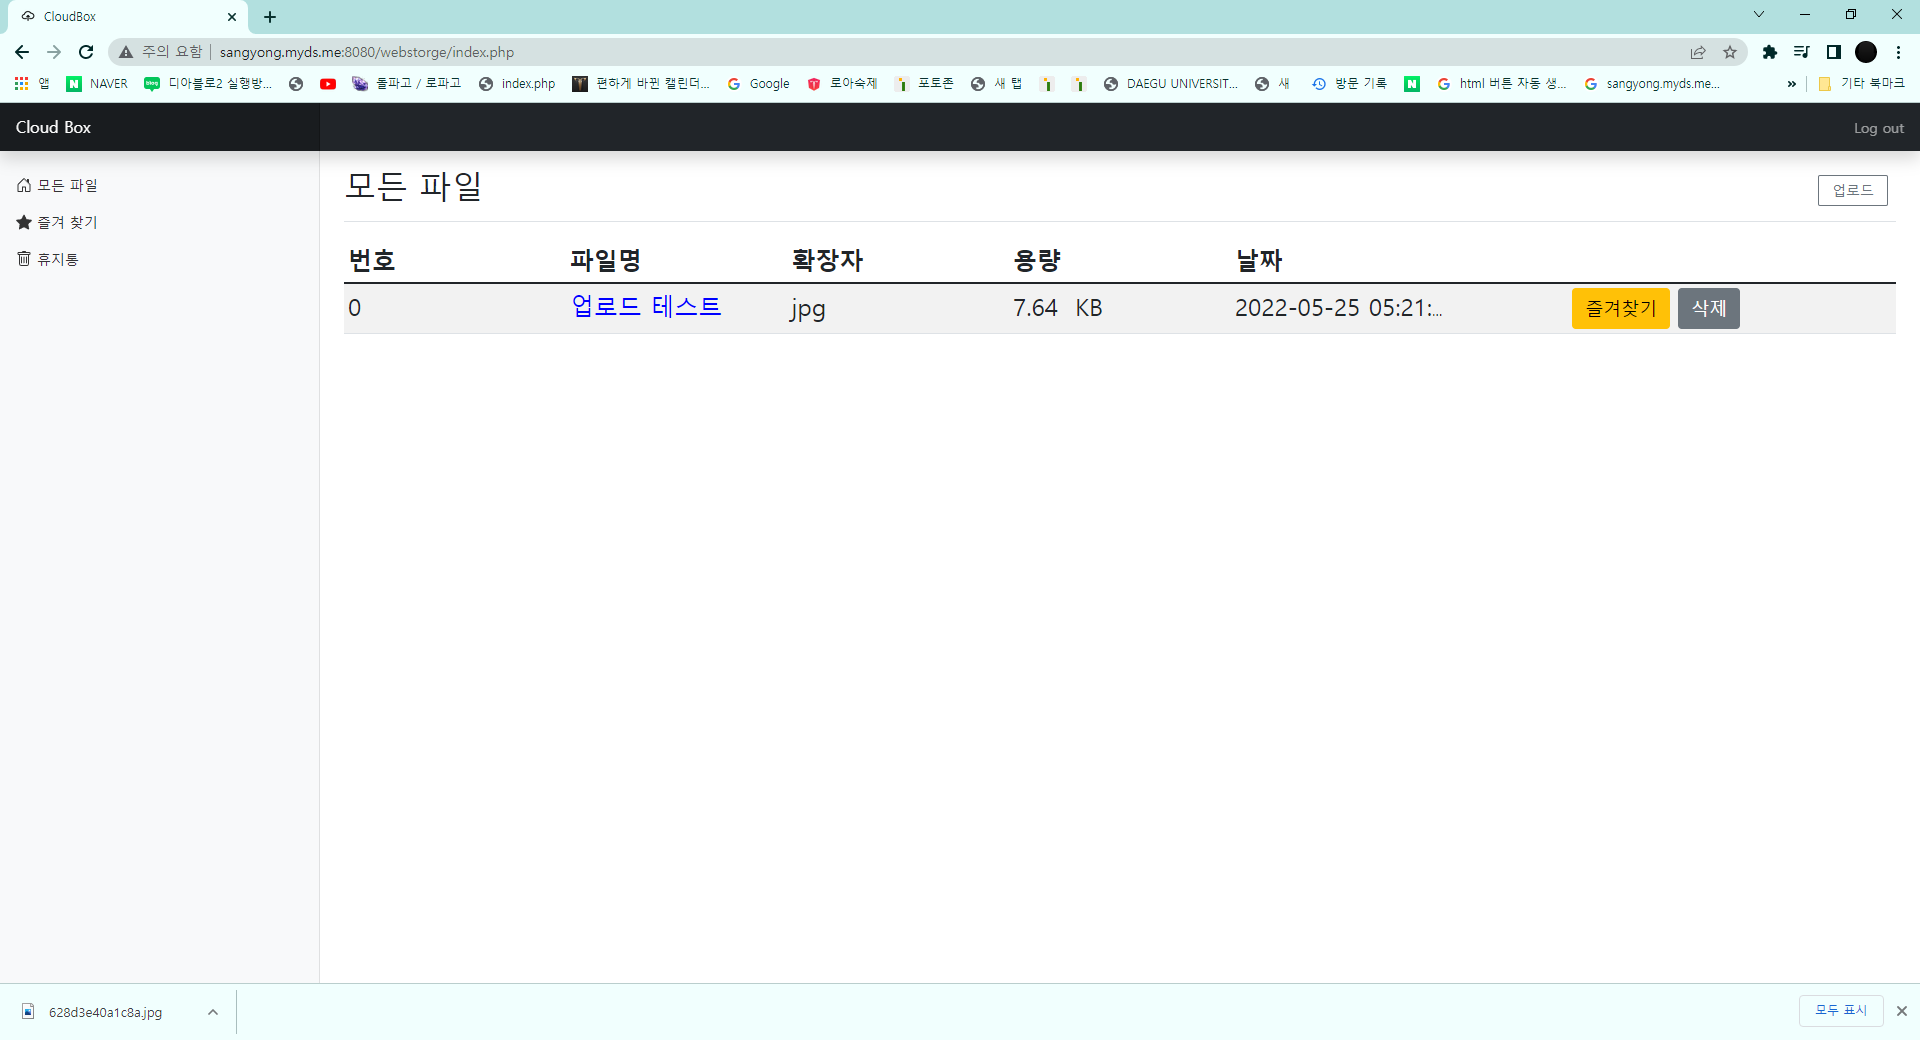 CloudBox
주의 요함 | sangyong.myds.me:8080/webstorge/index.php
앱 NAVER 디아블로2 실행방... 돌파고 / 로파고 index.php 편하게 바뀐 캘린더... Google 로아숙제 포토존 새 탭 DAEGU UNIVERSIT... 새 방문 기록 html 버튼 자동 생... sangyong.myds.me... » 기타 북마크
Cloud Box Log out
모든 파일
즐겨 찾기
휴지통
모든 파일 업로드
번호 파일명 확장자 용량 날짜
0 업로드 테스트 jpg 7.64 KB 2022-05-25 05:21:... 즐겨찾기 삭제
628d3e40a1c8a.jpg 모두 표시